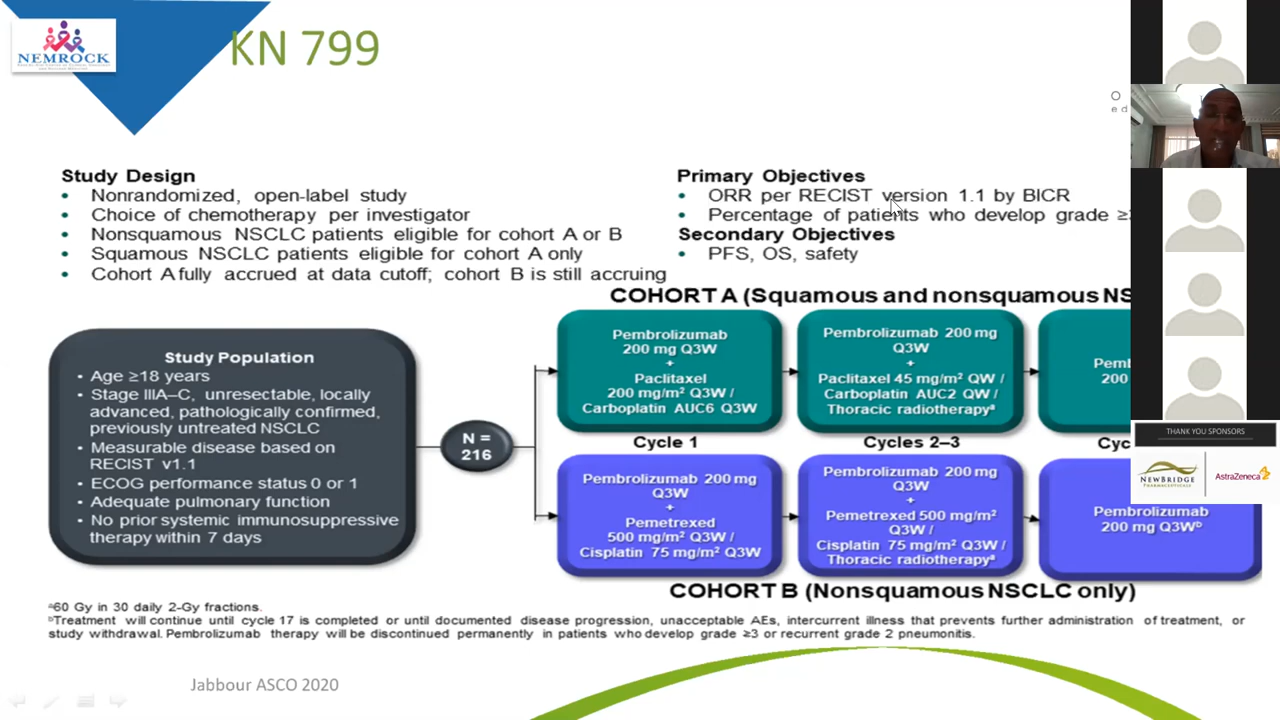 NEMROCK
KN 799
Study Design
• Nonrandomized, open-label study
• Choice of chemotherapy per investigator
• Nonsquamous NSCLC patients eligible for cohort A or B
• Squamous NSCLC patients eligible for cohort A only
• Cohort A fully accrued at data cutoff; cohort B is still accruing
Primary Objectives
• ORR per RECIST version 1.1 by BICR
• Percentage of patients who develop grade
Secondary Objectives
• PFS, OS, safety
COHORT A (Squamous and nonsquamous NS
Study Population
• Age ≥18 years
• Stage IIIA–C, unresectable, locally
advanced, pathologically confirmed,
previously untreated NSCLC
• Measurable disease based on
RECIST v1.1
• ECOG performance status 0 or 1
• Adequate pulmonary function
• No prior systemic immunosuppressive
therapy within 7 days
N =
216
Pembrolizumab
200 mg Q3W
+
Paclitaxel
200 mg/m² Q3W /
Carboplatin AUC6 Q3W
Pembrolizumab 200 mg
Q3W
+
Paclitaxel 45 mg/m² QW /
Carboplatin AUC2 QW /
Thoracic radiotherapyᵃ
Pemb
200
Cycle 1
Cycles 2–3
Cyc
Pembrolizumab 200 mg
Q3W
+
Pemetrexed
500 mg/m² Q3W /
Cisplatin 75 mg/m² Q3W
Pembrolizumab 200 mg
Q3W
+
Pemetrexed 500 mg/m²
Q3W /
Cisplatin 75 mg/m² Q3W /
Thoracic radiotherapyᵃ
Pembrolizumab
200 mg Q3Wᵇ
COHORT B (Nonsquamous NSCLC only)
ᵃ60 Gy in 30 daily 2-Gy fractions.
ᵇTreatment will continue until cycle 17 is completed or until documented disease progression, unacceptable AEs, intercurrent illness that prevents further administration of treatment, or
study withdrawal. Pembrolizumab therapy will be discontinued permanently in patients who develop grade ≥3 or recurrent grade 2 pneumonitis.
Jabbour ASCO 2020
O
ed
THANK YOU SPONSORS
NEWBRIDGE
PHARMACEUTICALS
AstraZeneca